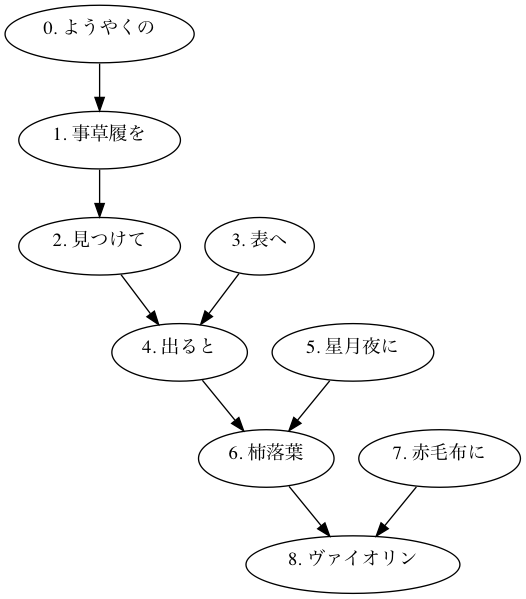 0. ようやくの
1. 事草履を
2. 見つけて
3. 表へ
4. 出ると
5. 星月夜に
6. 柿落葉
7. 赤毛布に
8. ヴァイオリン